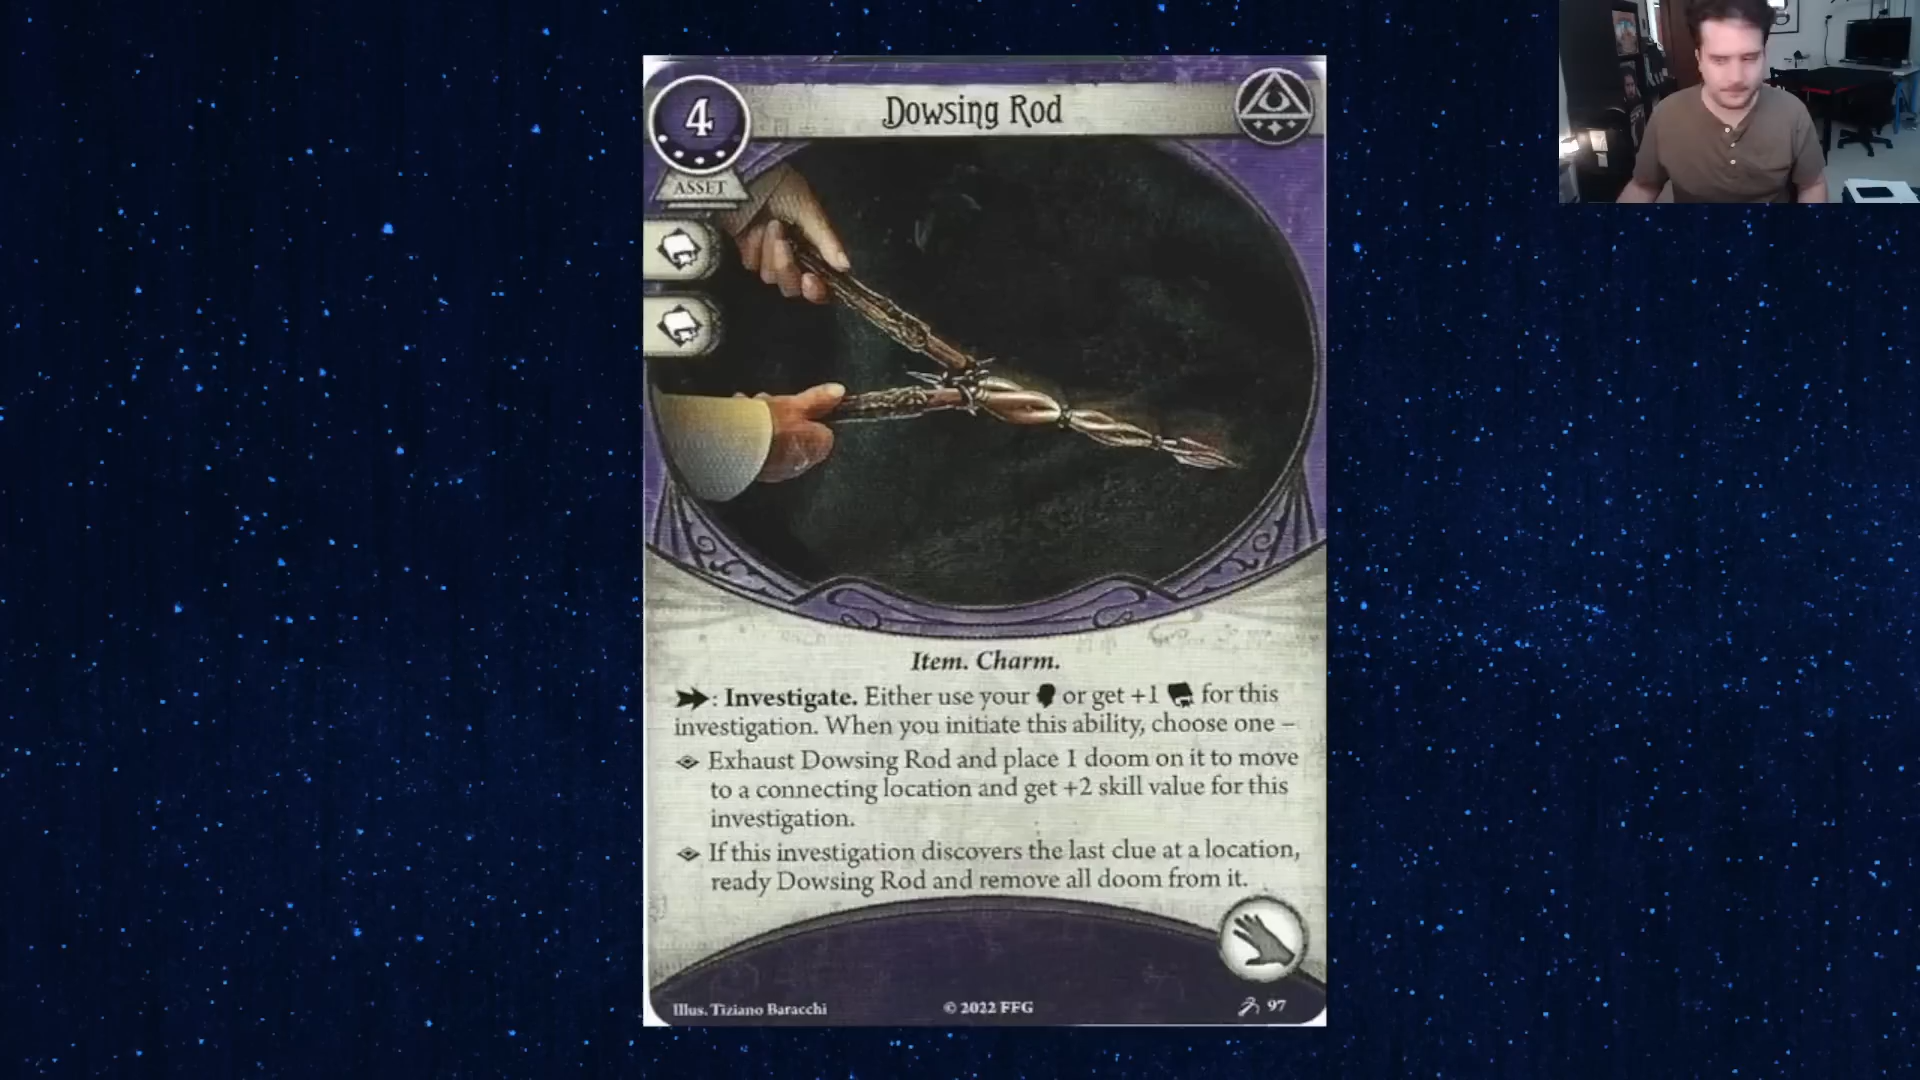 4
Dowsing Rod
ASSET
Item. Charm.
: Investigate. Either use your or get +1 for this
investigation. When you initiate this ability, choose one –
Exhaust Dowsing Rod and place 1 doom on it to move
to a connecting location and get +2 skill value for this
investigation.
If this investigation discovers the last clue at a location,
ready Dowsing Rod and remove all doom from it.
Illus. Tiziano Baracchi
© 2022 FFG
97